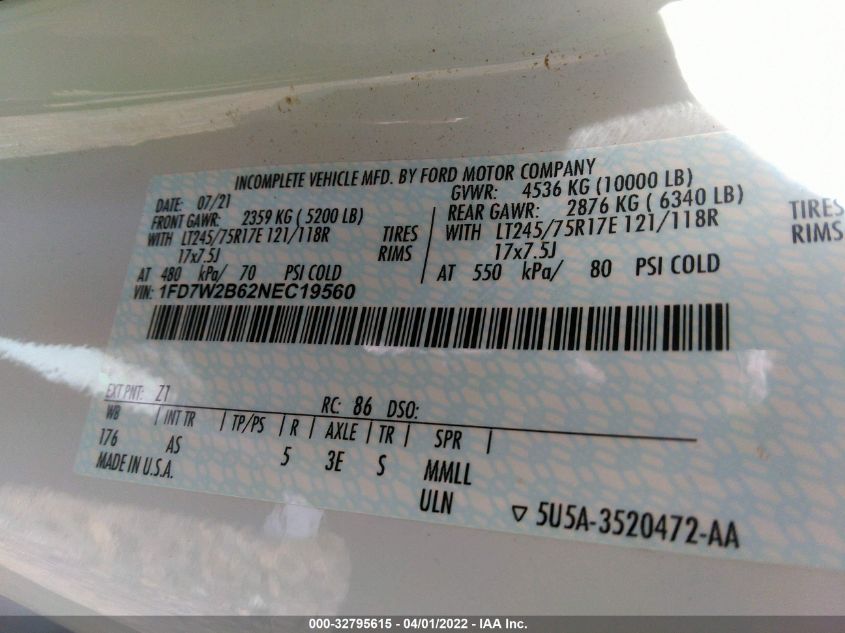 INCOMPLETE VEHICLE MFD. BY FORD MOTOR COMPANY
DATE: 07/21 GVWR: 4536 KG (10000 LB)
FRONT GAWR: 2359 KG ( 5200 LB) REAR GAWR: 2876 KG ( 6340 LB)
WITH LT245/75R17E 121/118R TIRES WITH LT245/75R17E 121/118R TIRES
17x7.5J RIMS 17x7.5J RIMS
AT 480 kPa/ 70 PSI COLD AT 550 kPa/ 80 PSI COLD
VIN: 1FD7W2B62NEC19560
EXT PNT: Z1 RC: 86 DSO:
WB INT TR TP/PS R AXLE TR SPR
176 AS 5 3E S MMLL
MADE IN U.S.A. ULN
▽ 5U5A-3520472-AA
000-32795615 - 04/01/2022 - IAA Inc.